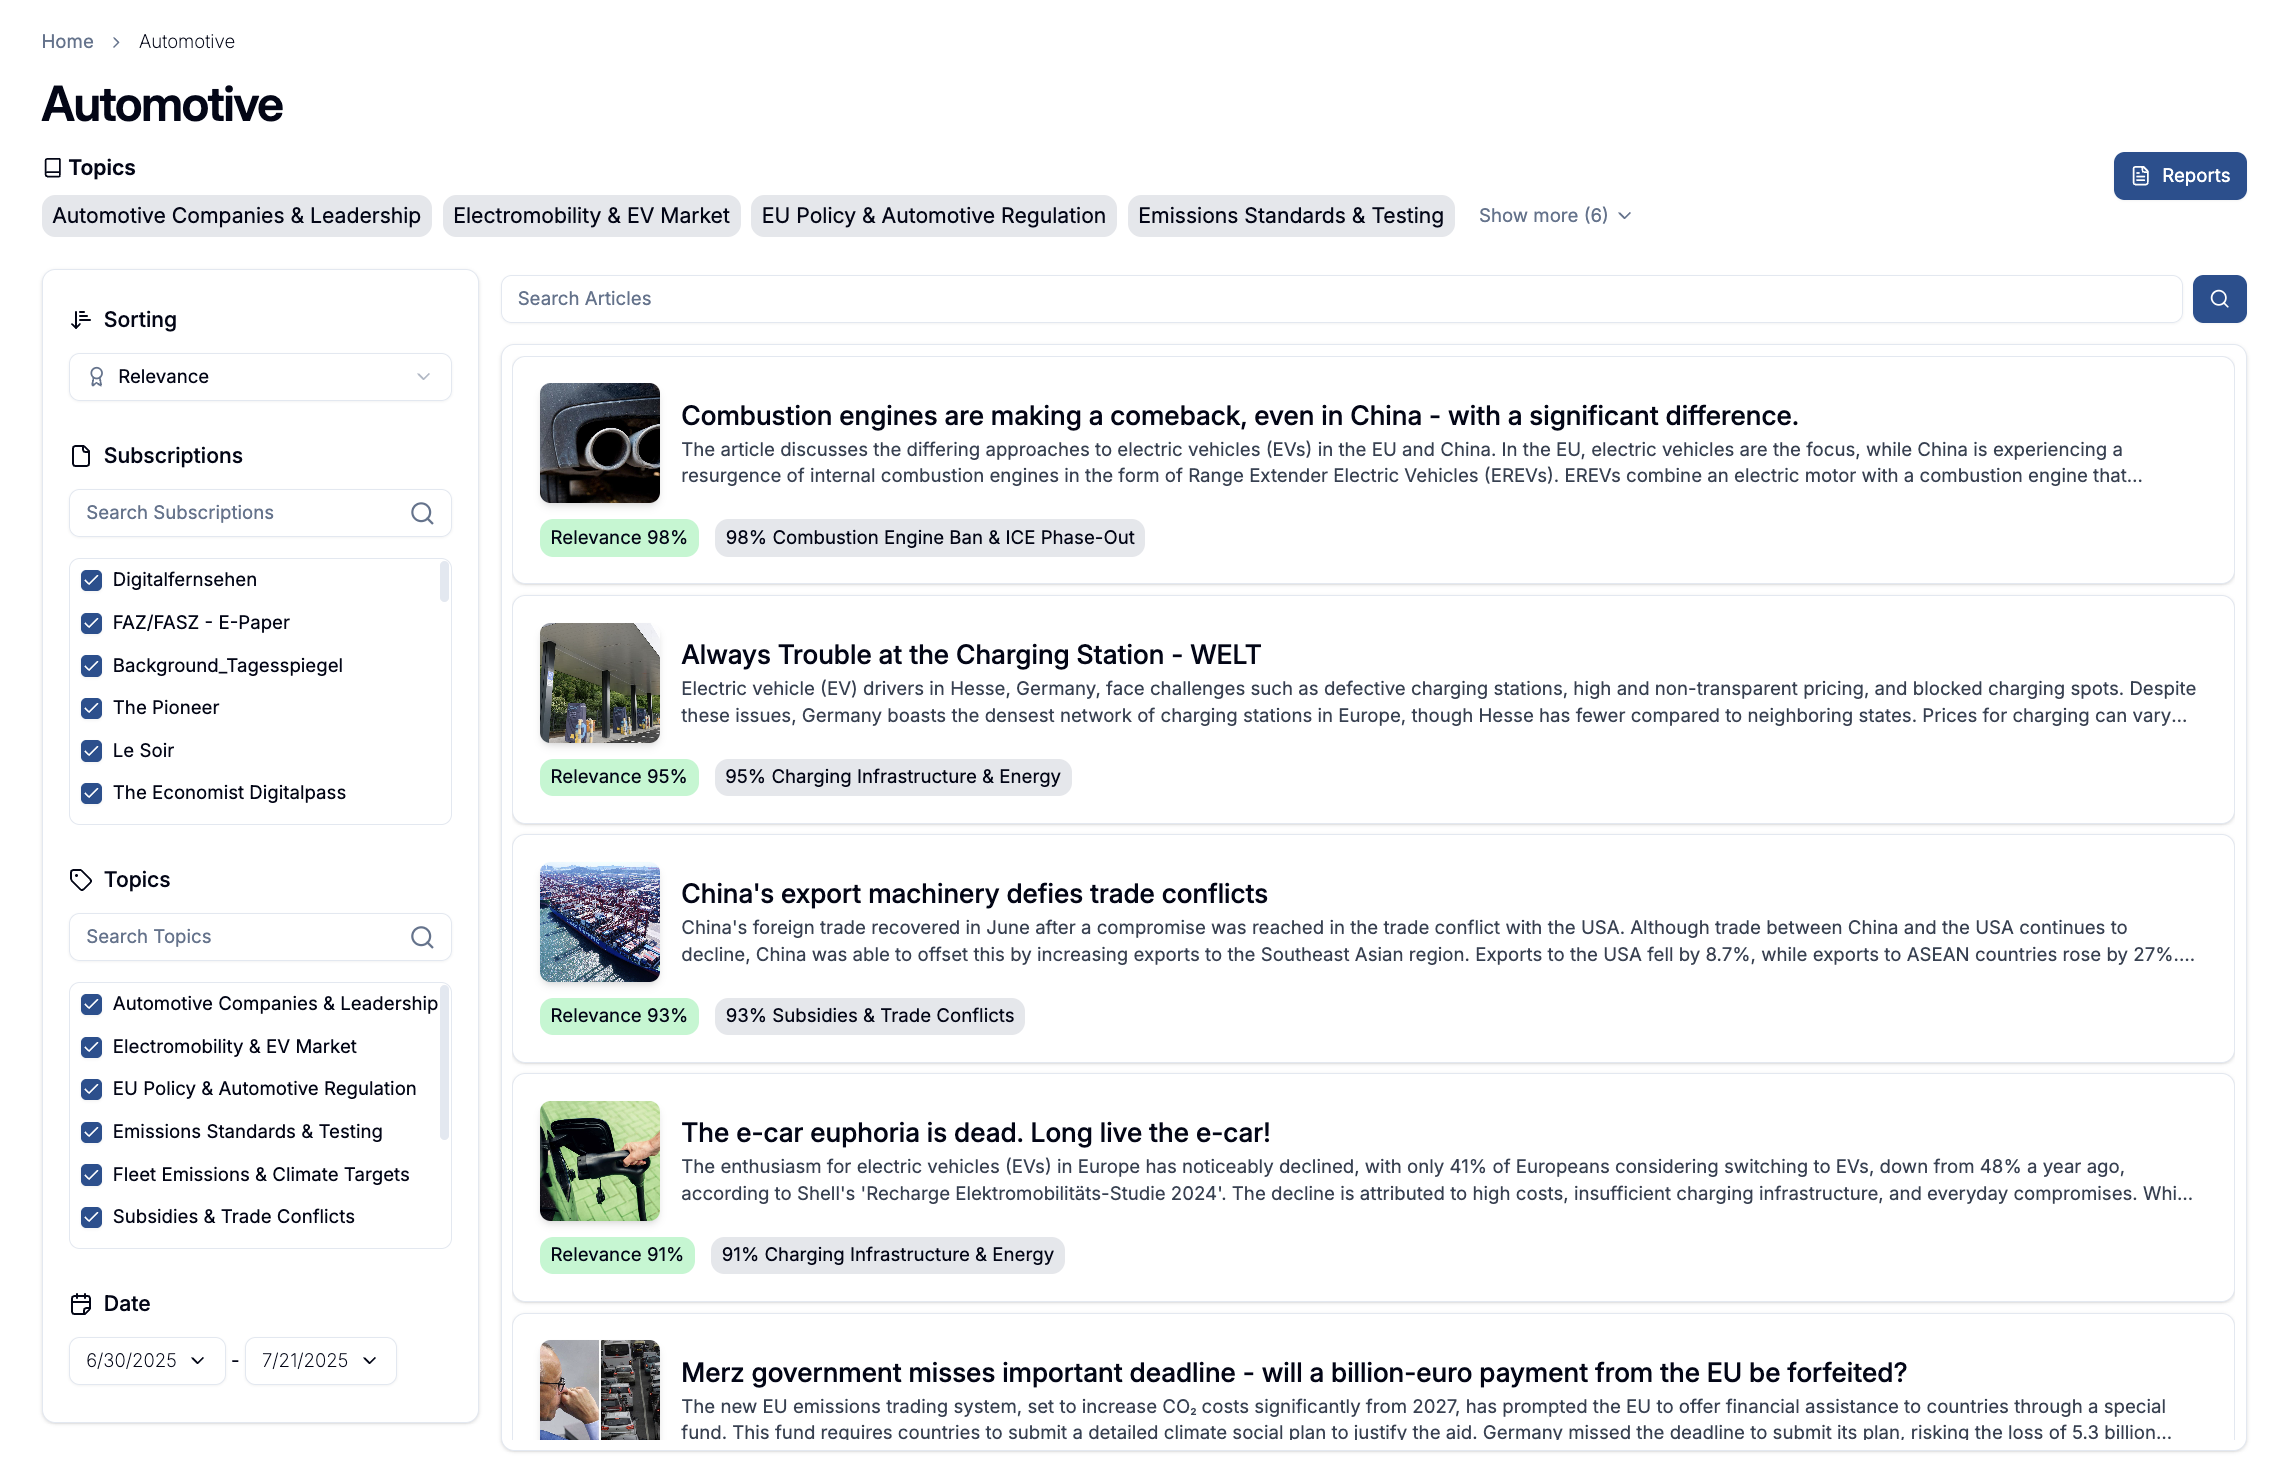 Home > Automotive
Automotive
Topics
Reports
Automotive Companies & Leadership
Electromobility & EV Market
EU Policy & Automotive Regulation
Emissions Standards & Testing
Show more (6)
Sorting
Relevance
Subscriptions
Search Subscriptions
Digitalfernsehen
FAZ/FASZ - E-Paper
Background_Tagesspiegel
The Pioneer
Le Soir
The Economist Digitalpass
Topics
Search Topics
Automotive Companies & Leadership
Electromobility & EV Market
EU Policy & Automotive Regulation
Emissions Standards & Testing
Fleet Emissions & Climate Targets
Subsidies & Trade Conflicts
Date
6/30/2025 - 7/21/2025
Search Articles
Combustion engines are making a comeback, even in China - with a significant difference.
The article discusses the differing approaches to electric vehicles (EVs) in the EU and China. In the EU, electric vehicles are the focus, while China is experiencing a
resurgence of internal combustion engines in the form of Range Extender Electric Vehicles (EREVs). EREVs combine an electric motor with a combustion engine that...
Relevance 98%
98% Combustion Engine Ban & ICE Phase-Out
Always Trouble at the Charging Station - WELT
Electric vehicle (EV) drivers in Hesse, Germany, face challenges such as defective charging stations, high and non-transparent pricing, and blocked charging spots. Despite
these issues, Germany boasts the densest network of charging stations in Europe, though Hesse has fewer compared to neighboring states. Prices for charging can vary...
Relevance 95%
95% Charging Infrastructure & Energy
China's export machinery defies trade conflicts
China's foreign trade recovered in June after a compromise was reached in the trade conflict with the USA. Although trade between China and the USA continues to
decline, China was able to offset this by increasing exports to the Southeast Asian region. Exports to the USA fell by 8.7%, while exports to ASEAN countries rose by 27%....
Relevance 93%
93% Subsidies & Trade Conflicts
The e-car euphoria is dead. Long live the e-car!
The enthusiasm for electric vehicles (EVs) in Europe has noticeably declined, with only 41% of Europeans considering switching to EVs, down from 48% a year ago,
according to Shell's 'Recharge Elektromobilitäts-Studie 2024'. The decline is attributed to high costs, insufficient charging infrastructure, and everyday compromises. Whi...
Relevance 91%
91% Charging Infrastructure & Energy
Merz government misses important deadline - will a billion-euro payment from the EU be forfeited?
The new EU emissions trading system, set to increase CO₂ costs significantly from 2027, has prompted the EU to offer financial assistance to countries through a special
fund. This fund requires countries to submit a detailed climate social plan to justify the aid. Germany missed the deadline to submit its plan, risking the loss of 5.3 billion...